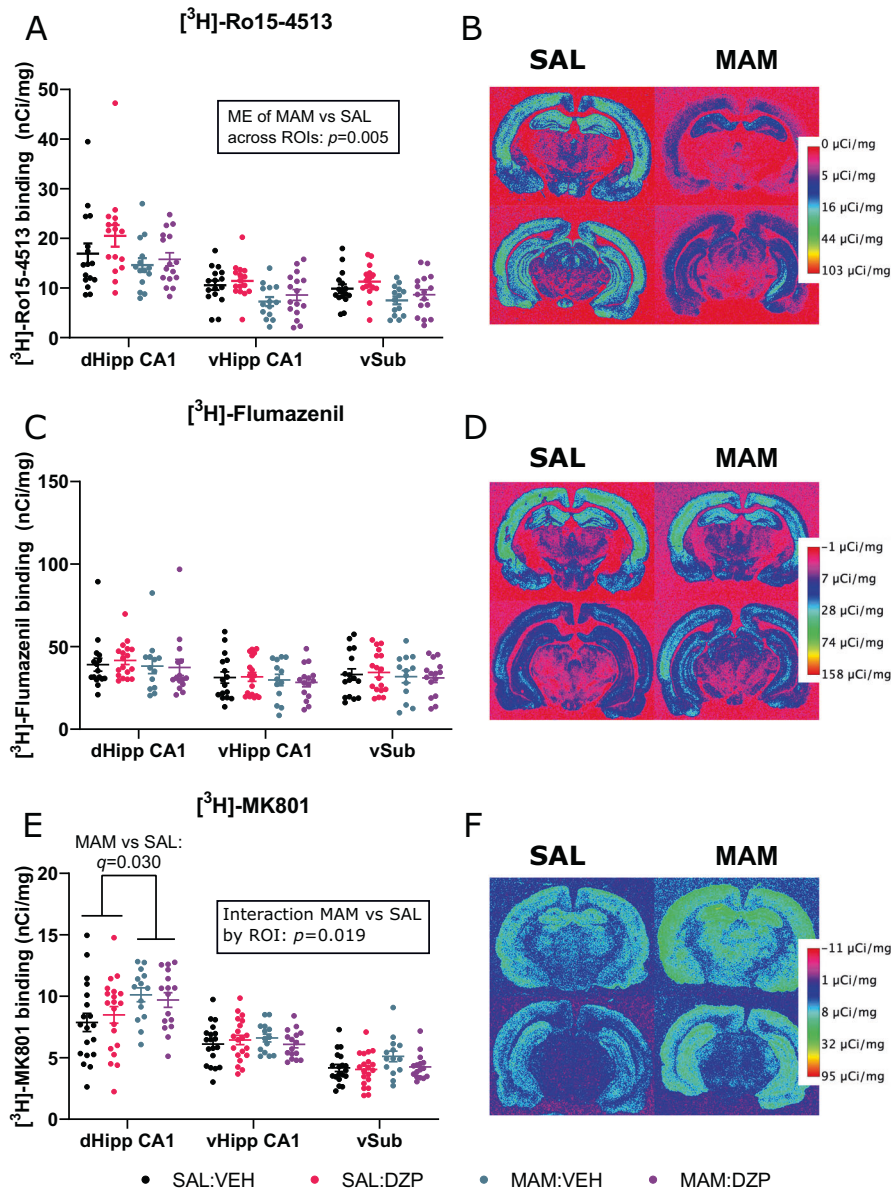 A
[³H]-Ro15-4513
[³H]-Ro15-4513 binding (nCi/mg)
50
40
30
20
10
0
ME of MAM vs SAL
across ROIs: p=0.005
dHipp CA1
vHipp CA1
vSub
B
SAL
MAM
0 µCi/mg
5 µCi/mg
16 µCi/mg
44 µCi/mg
103 µCi/mg
C
[³H]-Flumazenil
[³H]-Flumazenil binding (nCi/mg)
150
100
50
0
dHipp CA1
vHipp CA1
vSub
D
SAL
MAM
-1 µCi/mg
7 µCi/mg
28 µCi/mg
74 µCi/mg
158 µCi/mg
E
[³H]-MK801
[³H]-MK801 binding (nCi/mg)
20
15
10
5
0
MAM vs SAL:
q=0.030
Interaction MAM vs SAL
by ROI: p=0.019
dHipp CA1
vHipp CA1
vSub
F
SAL
MAM
-11 µCi/mg
1 µCi/mg
8 µCi/mg
32 µCi/mg
95 µCi/mg
SAL:VEH
SAL:DZP
MAM:VEH
MAM:DZP